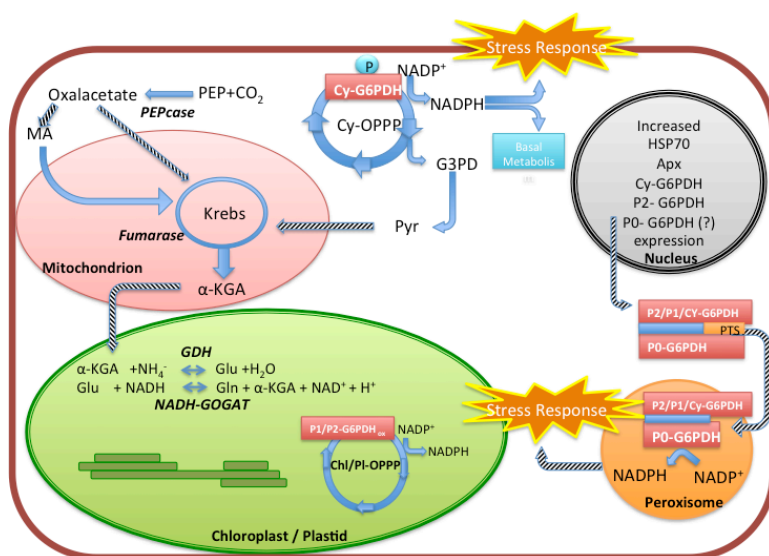 Stress Response
P
NADP⁺
Cy-G6PDH
NADPH
Cy-OPPP
Basal
Metabolis
m
G3PD
Pyr
Oxalacetate
PEP+CO₂
PEPcase
MA
Krebs
Fumarase
Mitochondrion
α-KGA
Increased
HSP70
Apx
Cy-G6PDH
P2- G6PDH
P0- G6PDH (?)
expression
Nucleus
P2/P1/CY-G6PDH
PTS
P0-G6PDH
GDH
α-KGA +NH₄⁻ Glu +H₂O
Glu + NADH Gln + α-KGA + NAD⁺ + H⁺
NADH-GOGAT
P1/P2-G6PDH ox
NADP⁺
NADPH
Chl/Pl-OPPP
Chloroplast / Plastid
Stress Response
P2/P1/Cy-G6PDH
P0-G6PDH
NADPH NADP⁺
Peroxisome